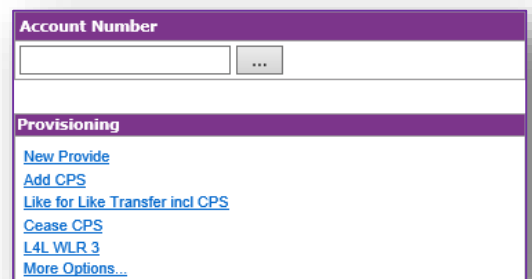 Account Number
...
Provisioning
New Provide
Add CPS
Like for Like Transfer incl CPS
Cease CPS
L4L WLR 3
More Options...